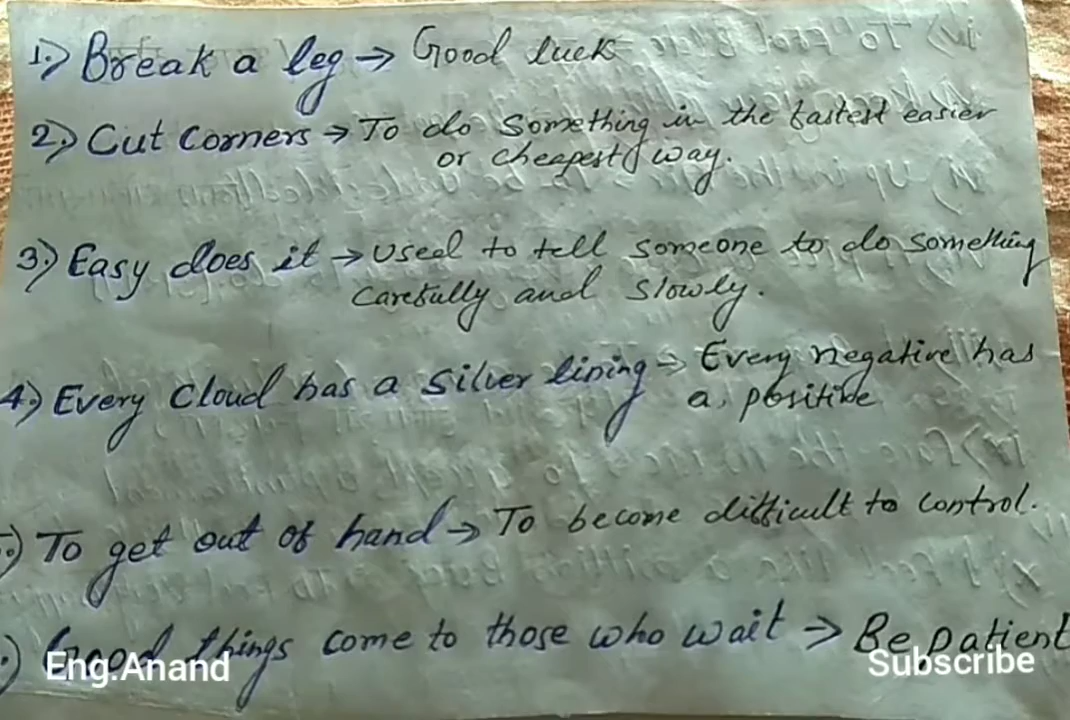 1.) Break a leg → Good luck
2.) Cut Corners → To do something in the fastest easier
or cheapest way.
3.) Easy does it → used to tell someone to do something
carefully and slowly.
4.) Every Cloud has a silver lining → Every negative has
a positive
.) To get out of hand → To become difficult to control.
.) Good things come to those who wait → Be patient
Eng.Anand
Subscribe